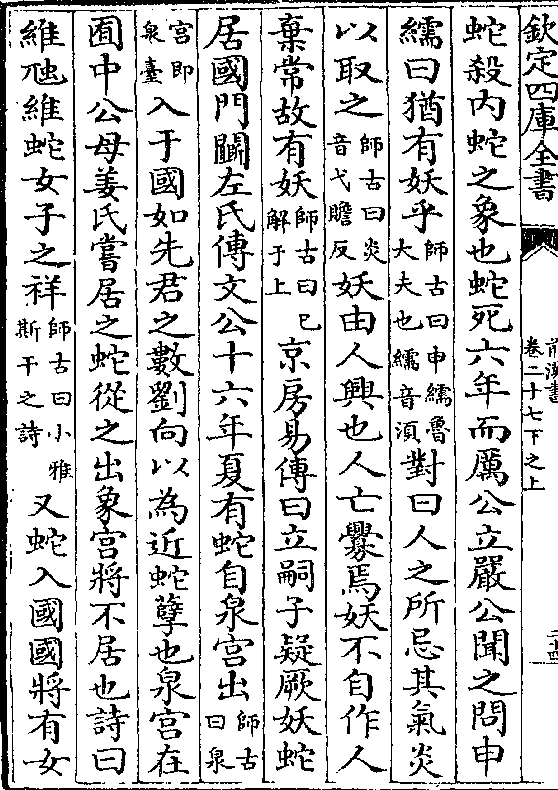 欽定四庫全書
前漢書
卷二十七下之上
二十四
蛇殺内蛇之象也蛇死六年而厲公立嚴公聞之問申
繻曰猶有妖乎師古曰申繻魯大夫也繻音湏對曰人之所忌其氣炎
以取之師古曰炎音弋贍反妖由人興也人亡釁焉妖不自作人
棄常故有妖師古曰已解于上京房易傳曰立嗣子疑厥妖蛇
居國門鬬左氏傳文公十六年夏有蛇自泉宫出師古曰泉
宫即泉臺入于國如先君之數劉向以為近蛇孽也泉宫在
囿中公母姜氏嘗居之蛇從之出象宫將不居也詩曰
維虺維蛇女子之祥師古曰小雅斯干之詩又蛇入國國將有女